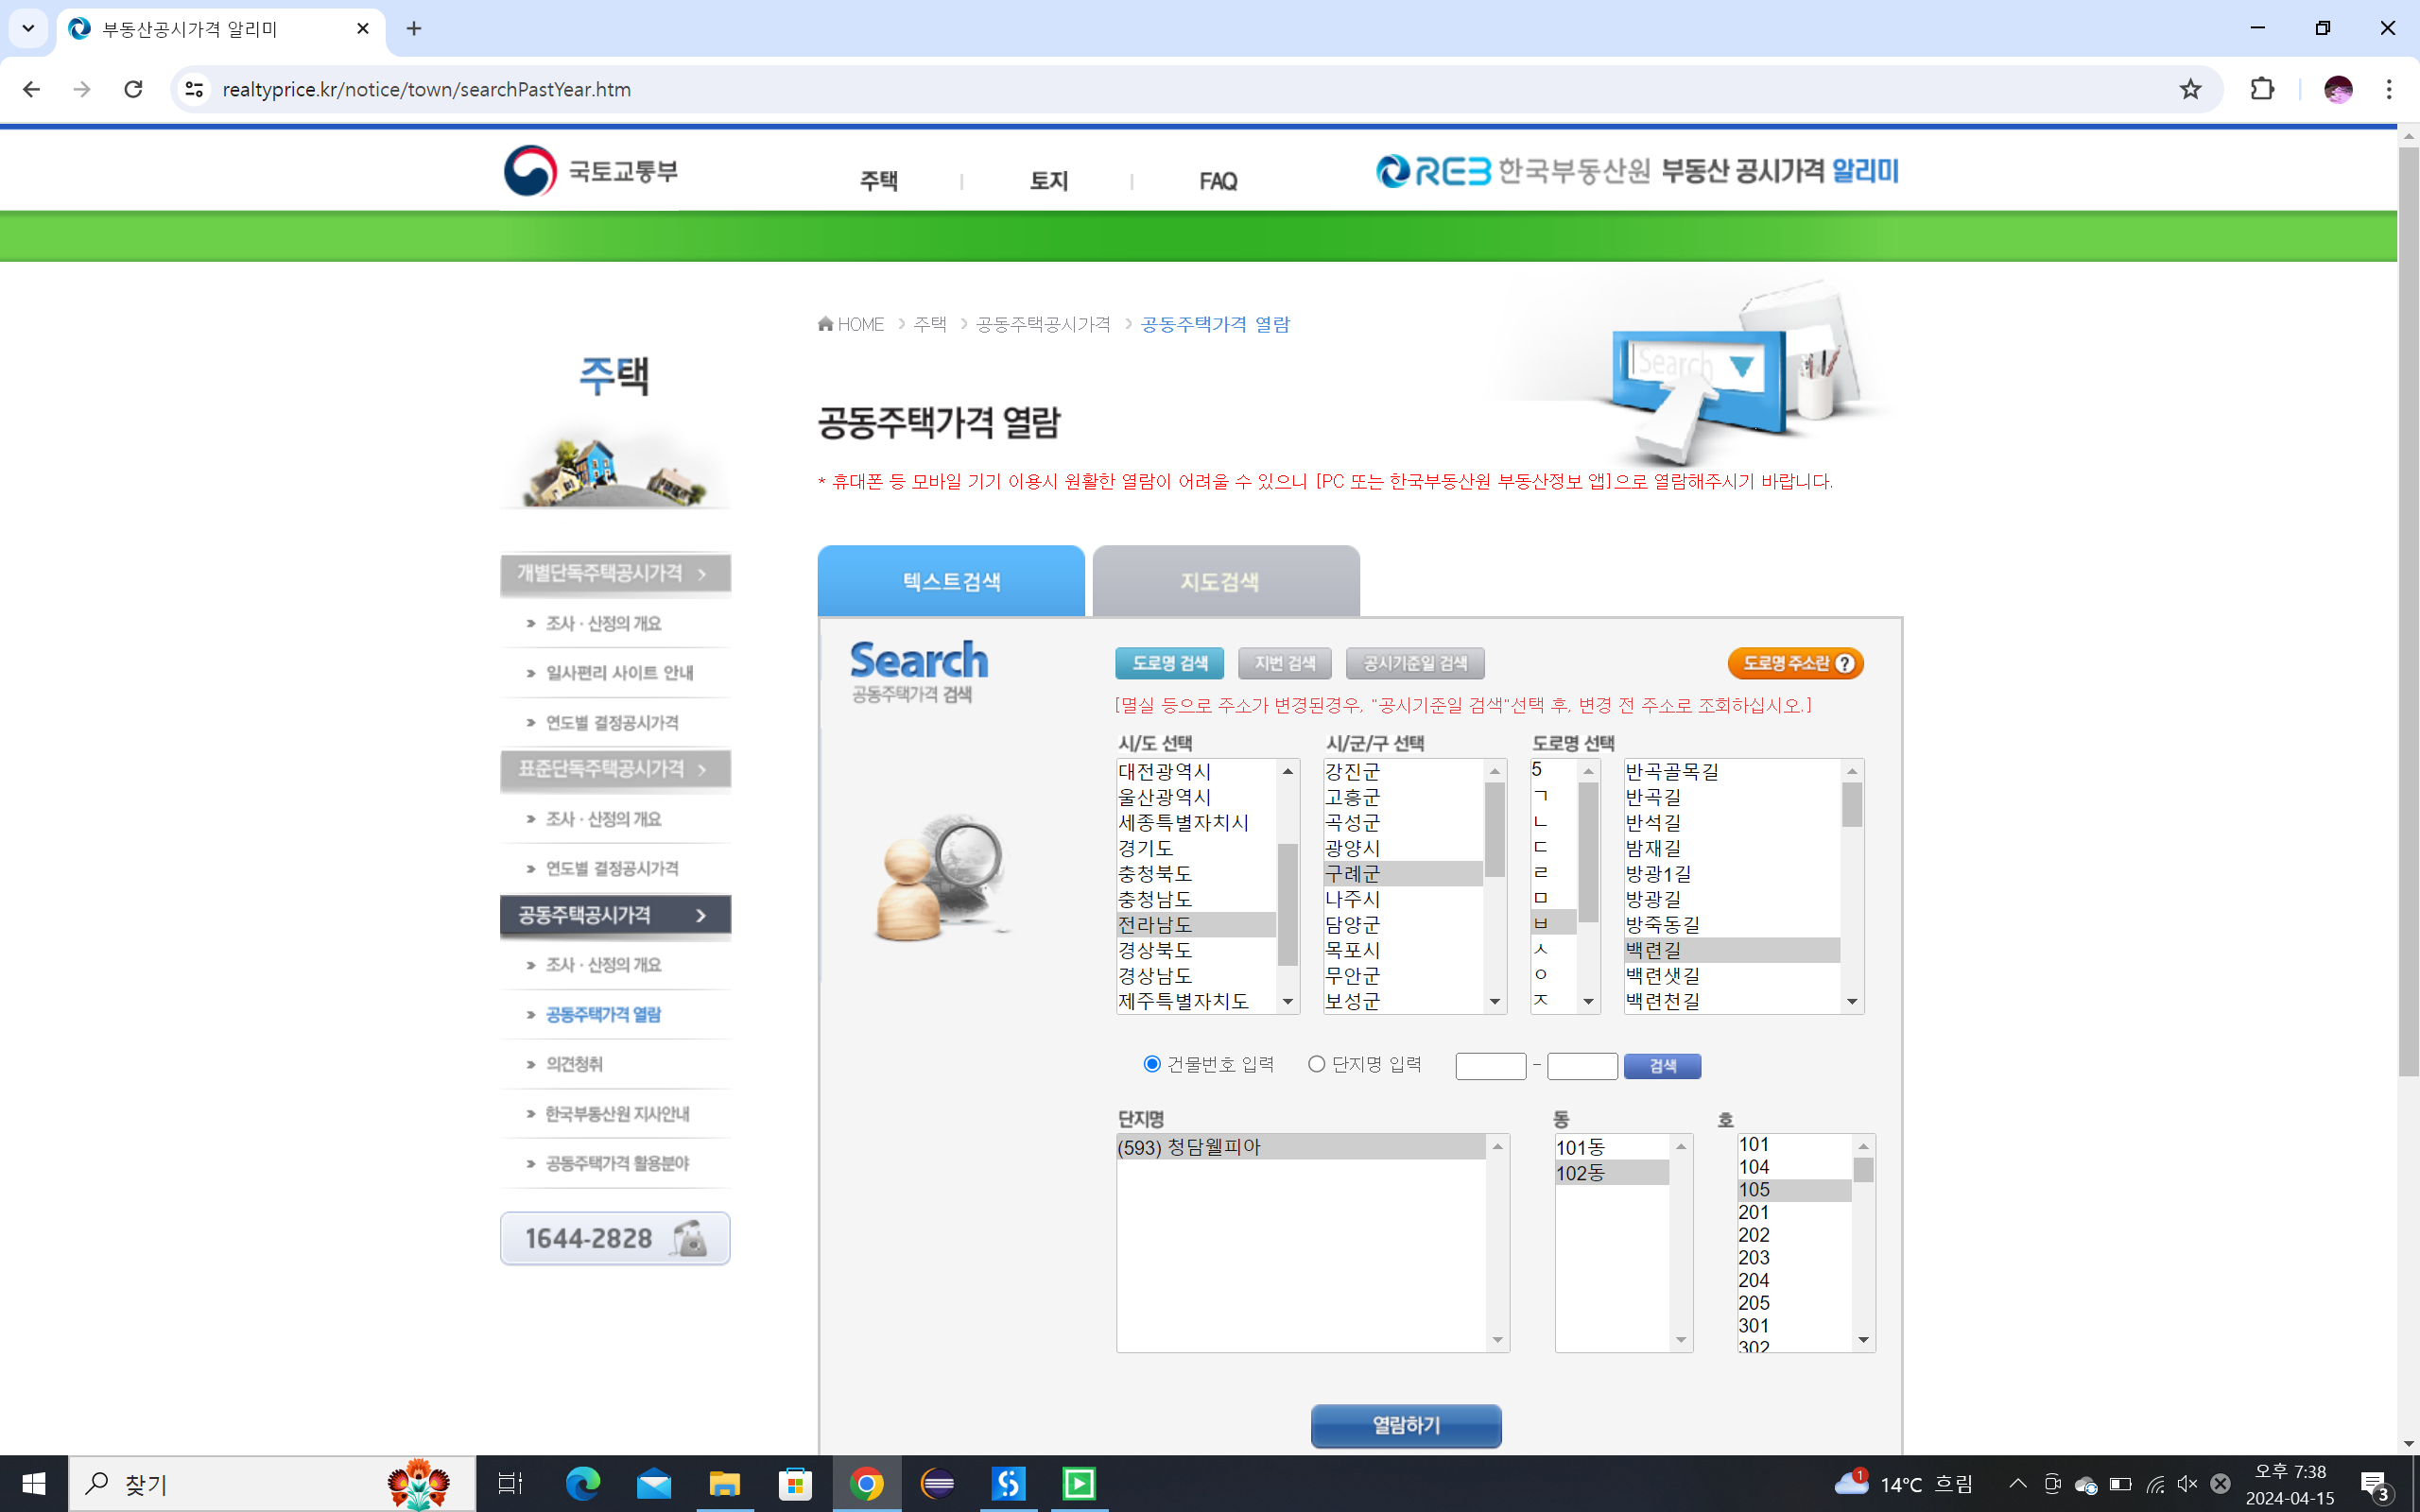 부동산공시가격 알리미
realtyprice.kr/notice/town/searchPastYear.htm
국토교통부
주택
토지
FAQ
REB 한국부동산원 부동산 공시가격 알리미
HOME > 주택 > 공동주택공시가격 > 공동주택가격 열람
Search
주택
공동주택가격 열람
* 휴대폰 등 모바일 기기 이용시 원활한 열람이 어려울 수 있으니 [PC 또는 한국부동산원 부동산정보 앱]으로 열람해주시기 바랍니다.
개별단독주택공시가격
조사·산정의 개요
일사편리 사이트 안내
연도별 결정공시가격
표준단독주택공시가격
조사·산정의 개요
연도별 결정공시가격
공동주택공시가격
조사·산정의 개요
공동주택가격 열람
의견청취
한국부동산원 지사안내
공동주택가격 활용분야
1644-2828
텍스트검색
지도검색
Search
공동주택가격 검색
도로명 검색
지번 검색
공시기준일 검색
도로명 주소란 ?
[멸실 등으로 주소가 변경된경우, "공시기준일 검색"선택 후, 변경 전 주소로 조회하십시오.]
시/도 선택
대전광역시
울산광역시
세종특별자치시
경기도
충청북도
충청남도
전라남도
경상북도
경상남도
제주특별자치도
시/군/구 선택
강진군
고흥군
곡성군
광양시
구례군
나주시
담양군
목포시
무안군
보성군
도로명 선택
5
ㄱ
ㄴ
ㄷ
ㄹ
ㅁ
ㅂ
ㅅ
ㅇ
ㅈ
반곡골목길
반곡길
반석길
밤재길
방광1길
방광길
방죽동길
백련길
백련샛길
백련천길
건물번호 입력
단지명 입력
-
검색
단지명
(593) 청담웰피아
동
101동
102동
호
101
104
105
201
202
203
204
205
301
302
열람하기
찾기
1
14°C 흐림
오후 7:38
2024-04-15
3